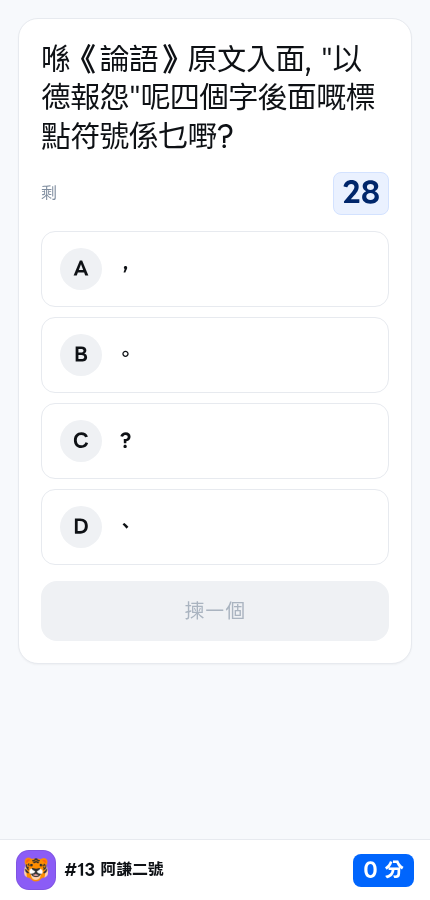 喺《論語》原文入面, "以
德報怨"呢四個字後面嘅標
點符號係乜嘢?
剩
28
A ，
B 。
C ?
D 、
揀一個
#13 阿謙二號
0 分